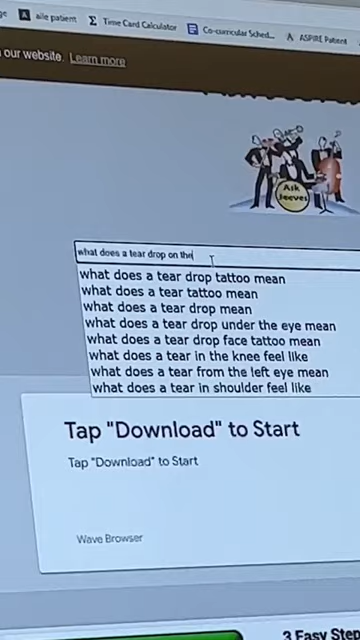 aile patient
Time Card Calculator
Co-curricular Sched...
ASPIRE Patient
our website. Learn more
Ask
Jeeves
what does a tear drop on the
what does a tear drop tattoo mean
what does a tear tattoo mean
what does a tear drop mean
what does a tear drop under the eye mean
what does a tear drop face tattoo mean
what does a tear in the knee feel like
what does a tear from the left eye mean
what does a tear in shoulder feel like
Tap "Download" to Start
Tap "Download" to Start
Wave Browser
3 Easy Step